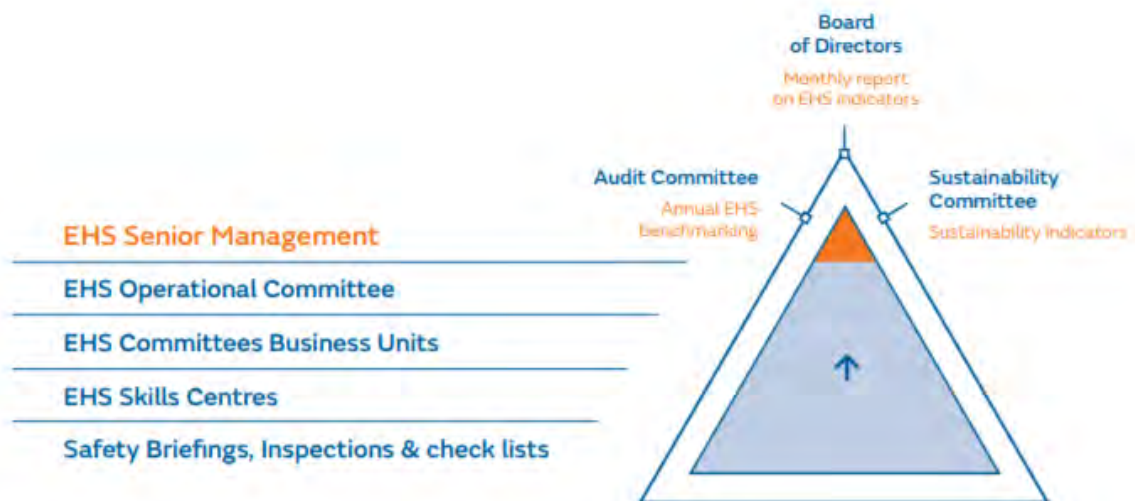 Board
of Directors
Monthly report
on EHS indicators
Audit Committee
Annual EHS
benchmarking
Sustainability
Committee
Sustainability indicators
EHS Senior Management
EHS Operational Committee
EHS Committees Business Units
EHS Skills Centres
Safety Briefings, Inspections & check lists